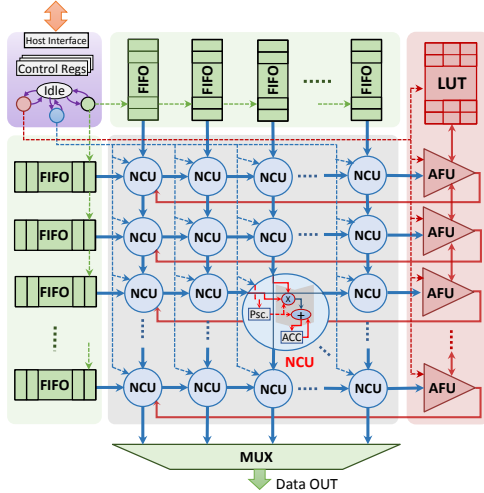 Host Interface
Control Regs
Idle
FIFO FIFO FIFO FIFO
LUT
FIFO NCU NCU NCU NCU AFU
FIFO NCU NCU NCU NCU AFU
FIFO NCU NCU NCU AFU
x
Psc. +
ACC
NCU
FIFO NCU NCU NCU NCU AFU
MUX
Data OUT